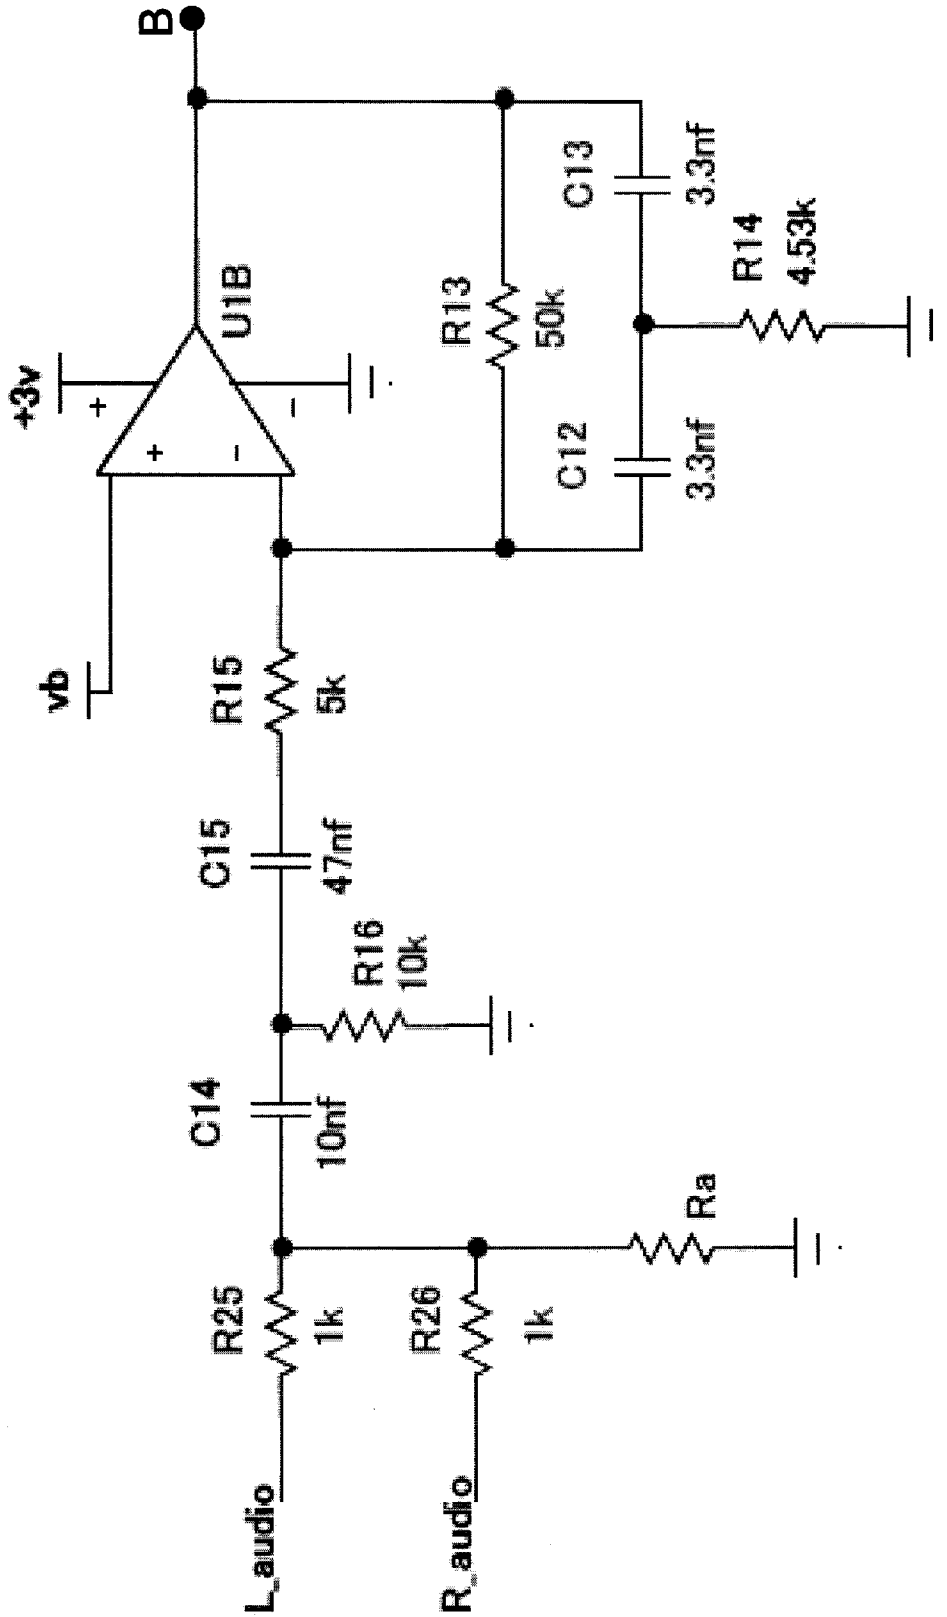 L_audio
R_audio
R25
1k
R26
1k
Ra
C14
10nf
R16
10k
C15
47nf
R15
5k
vb
+3v
+
-
+
-
U1B
B
R13
50k
C12
3.3nf
C13
3.3nf
R14
4.53k